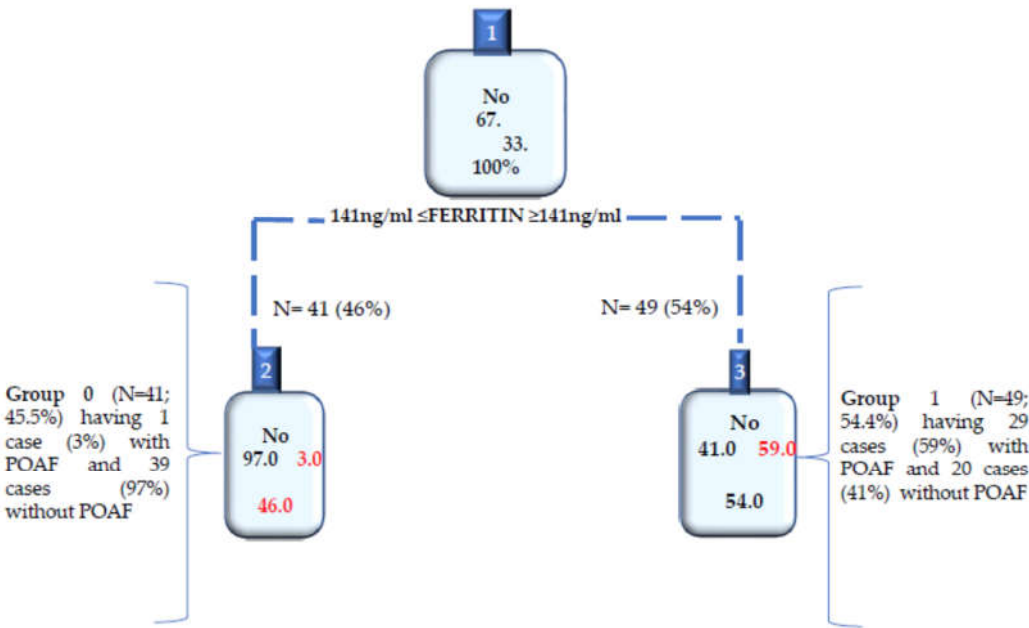 1
No
67.
33.
100%
141ng/ml ≤FERRITIN ≥141ng/ml
N= 41 (46%)
N= 49 (54%)
2
3
Group 0 (N=41;
45.5%) having 1
case (3%) with
POAF and 39
cases (97%)
without POAF
No
97.0 3.0
46.0
No
41.0 59.0
54.0
Group 1 (N=49;
54.4%) having 29
cases (59%) with
POAF and 20 cases
(41%) without POAF